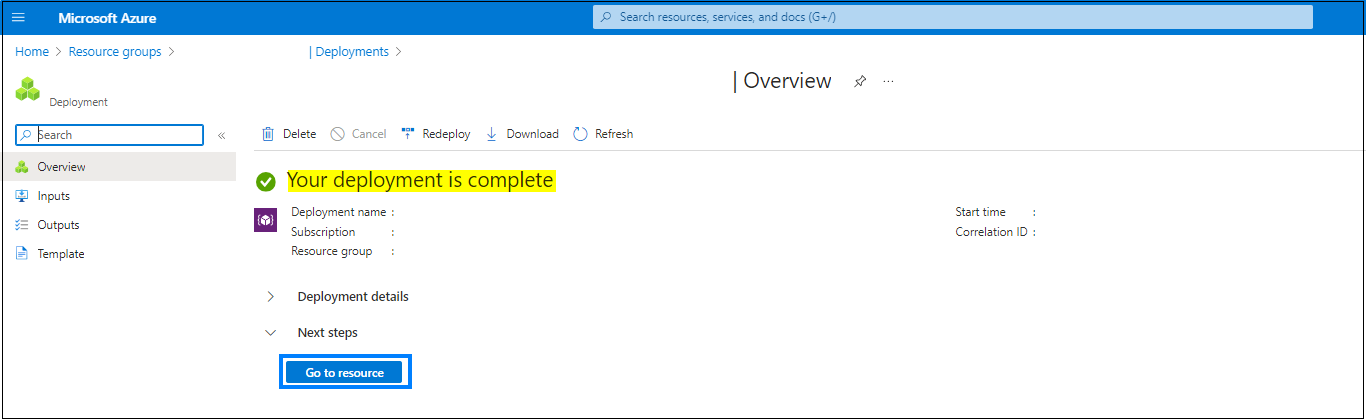 Microsoft Azure
Search resources, services, and docs (G+/)
Home > Resource groups > | Deployments >
| Overview ...
Deployment
Search «
Delete Cancel Redeploy Download Refresh
Overview
Inputs
Outputs
Template
Your deployment is complete
Deployment name :
Subscription :
Resource group :
Start time :
Correlation ID :
Deployment details
Next steps
Go to resource